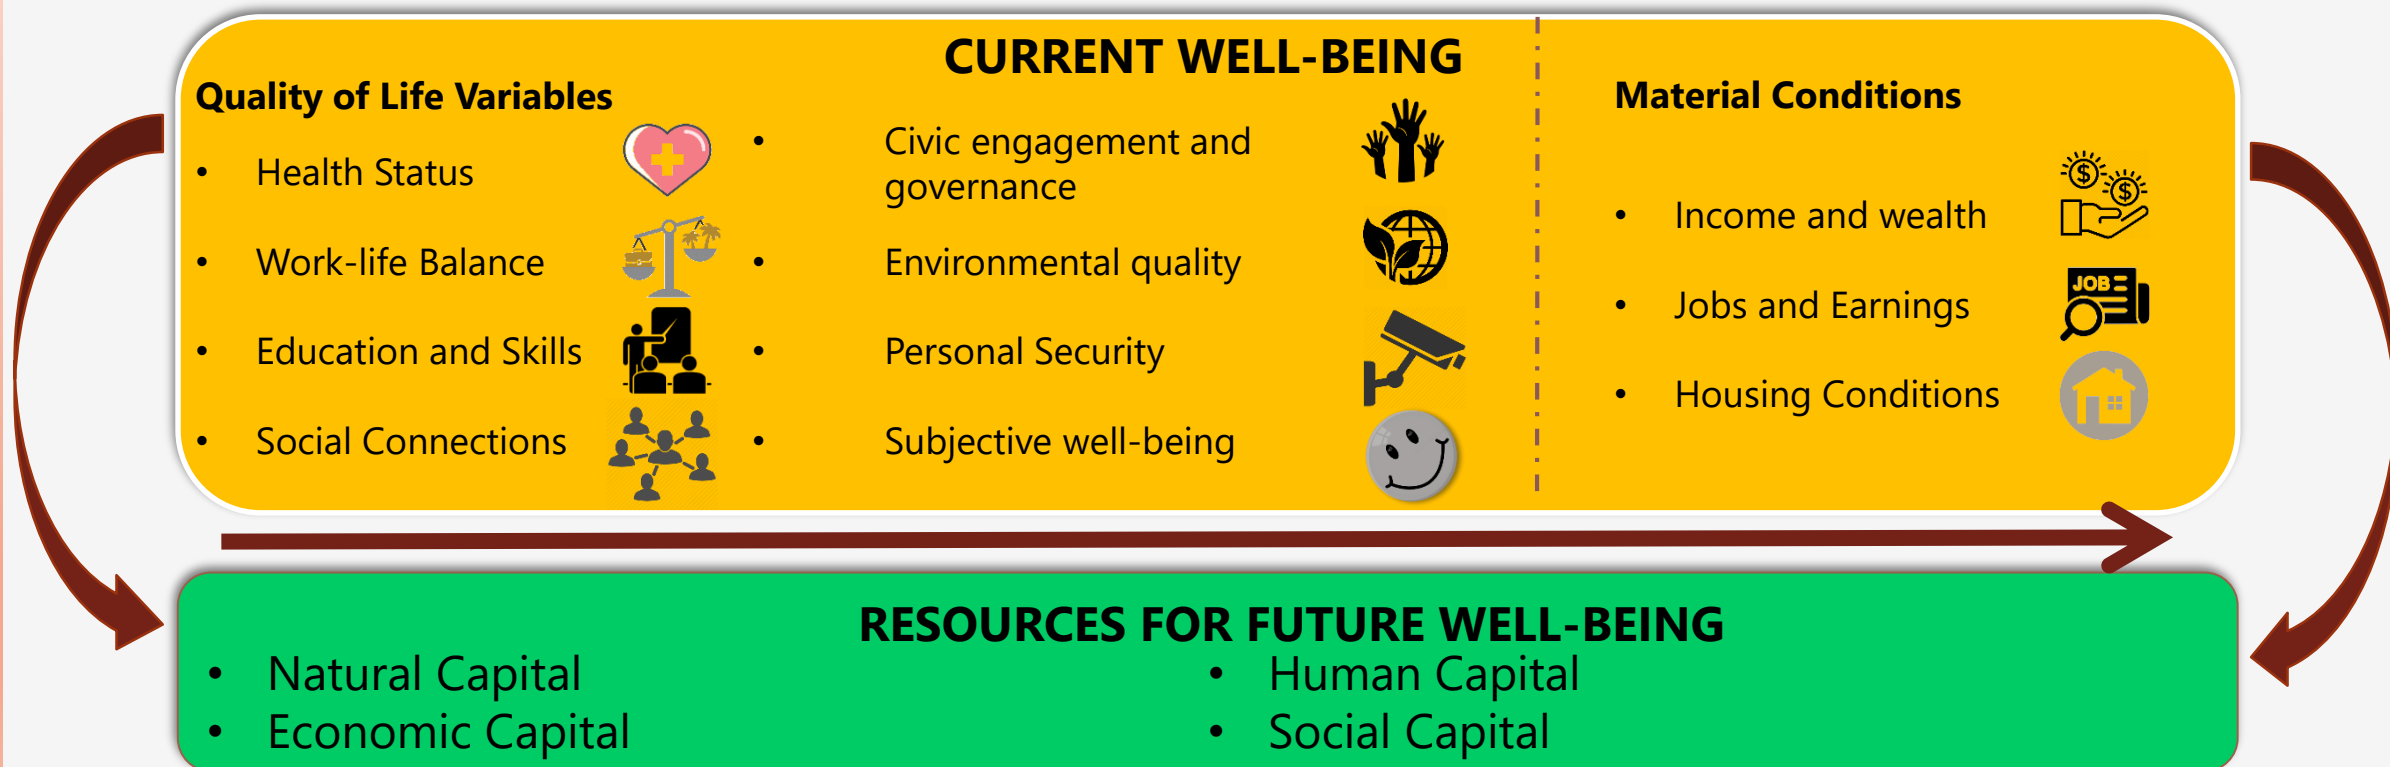 CURRENT WELL-BEING
Quality of Life Variables
• Health Status
• Work-life Balance
• Education and Skills
• Social Connections
• Civic engagement and
governance
• Environmental quality
• Personal Security
• Subjective well-being
Material Conditions
• Income and wealth
• Jobs and Earnings
• Housing Conditions
$
$
JOB
RESOURCES FOR FUTURE WELL-BEING
• Natural Capital
• Economic Capital
• Human Capital
• Social Capital